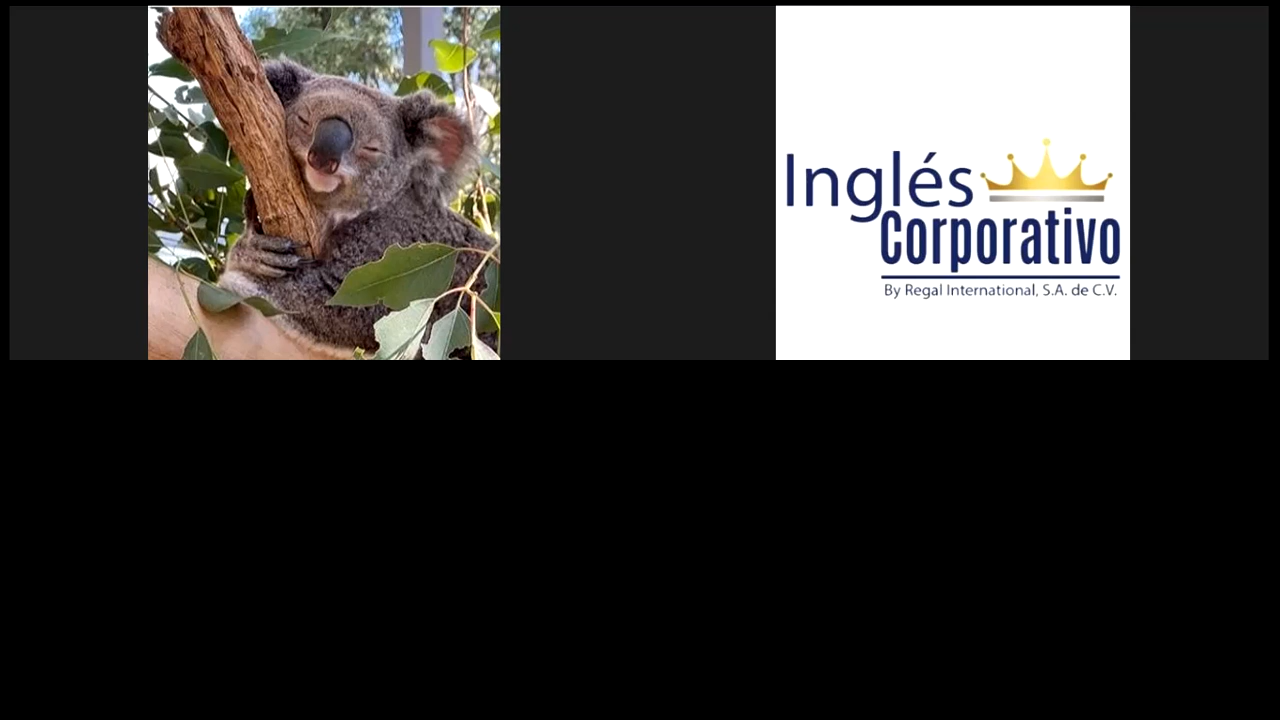 Inglés
Corporativo
By Regal International, S.A. de C.V.